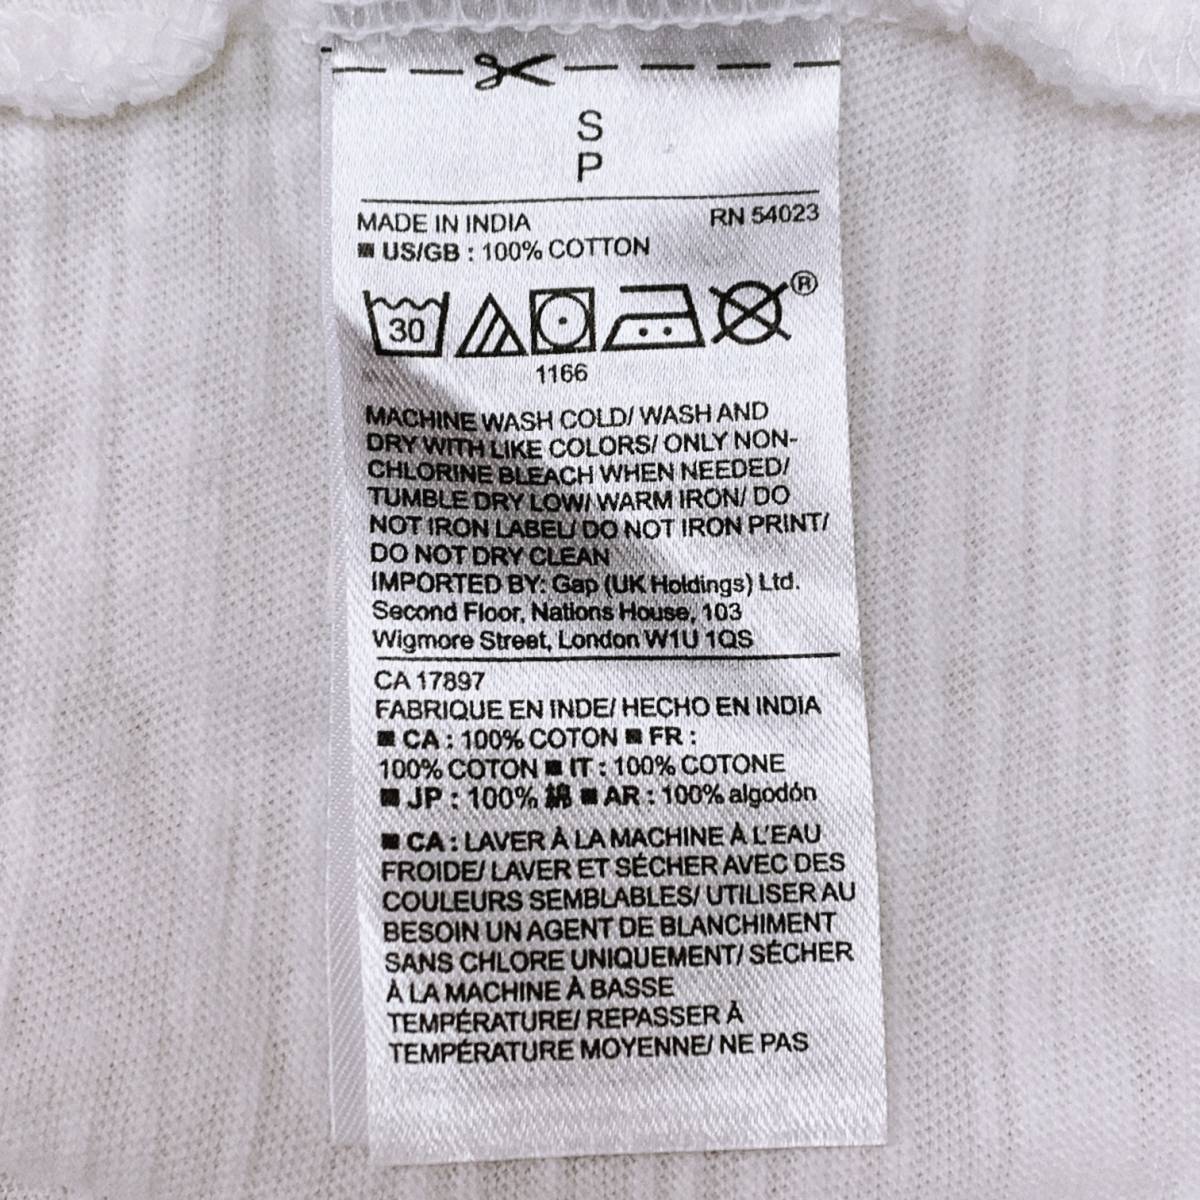 S
P
MADE IN INDIA RN 54023
■ US/GB : 100% COTTON
30 ®
1166
MACHINE WASH COLD/ WASH AND
DRY WITH LIKE COLORS/ ONLY NON-
CHLORINE BLEACH WHEN NEEDED/
TUMBLE DRY LOW/ WARM IRON/ DO
NOT IRON LABEL/ DO NOT IRON PRINT/
DO NOT DRY CLEAN
IMPORTED BY: Gap (UK Holdings) Ltd.
Second Floor, Nations House, 103
Wigmore Street, London W1U 1QS
CA 17897
FABRIQUE EN INDE/ HECHO EN INDIA
■ CA : 100% COTON ■ FR :
100% COTON ■ IT : 100% COTONE
■ JP : 100% 綿 ■ AR : 100% algodón
■ CA : LAVER À LA MACHINE À L'EAU
FROIDE/ LAVER ET SÉCHER AVEC DES
COULEURS SEMBLABLES/ UTILISER AU
BESOIN UN AGENT DE BLANCHIMENT
SANS CHLORE UNIQUEMENT/ SÉCHER
À LA MACHINE À BASSE
TEMPÉRATURE/ REPASSER À
TEMPÉRATURE MOYENNE/ NE PAS